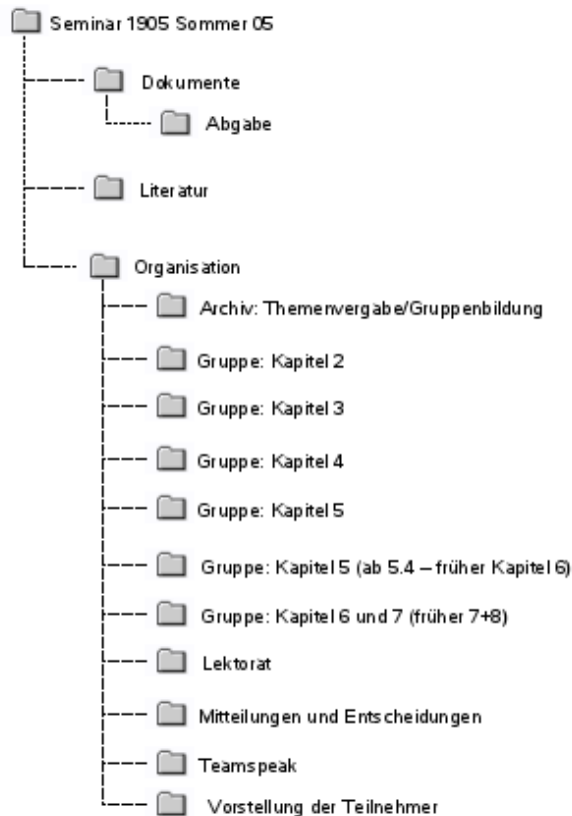 Seminar 1905 Sommer 05
Dokumente
Abgabe
Literatur
Organisation
Archiv: Themenvergabe/Gruppenbildung
Gruppe: Kapitel 2
Gruppe: Kapitel 3
Gruppe: Kapitel 4
Gruppe: Kapitel 5
Gruppe: Kapitel 5 (ab 5.4 – früher Kapitel 6)
Gruppe: Kapitel 6 und 7 (früher 7+8)
Lektorat
Mitteilungen und Entscheidungen
Teamspeak
Vorstellung der Teilnehmer